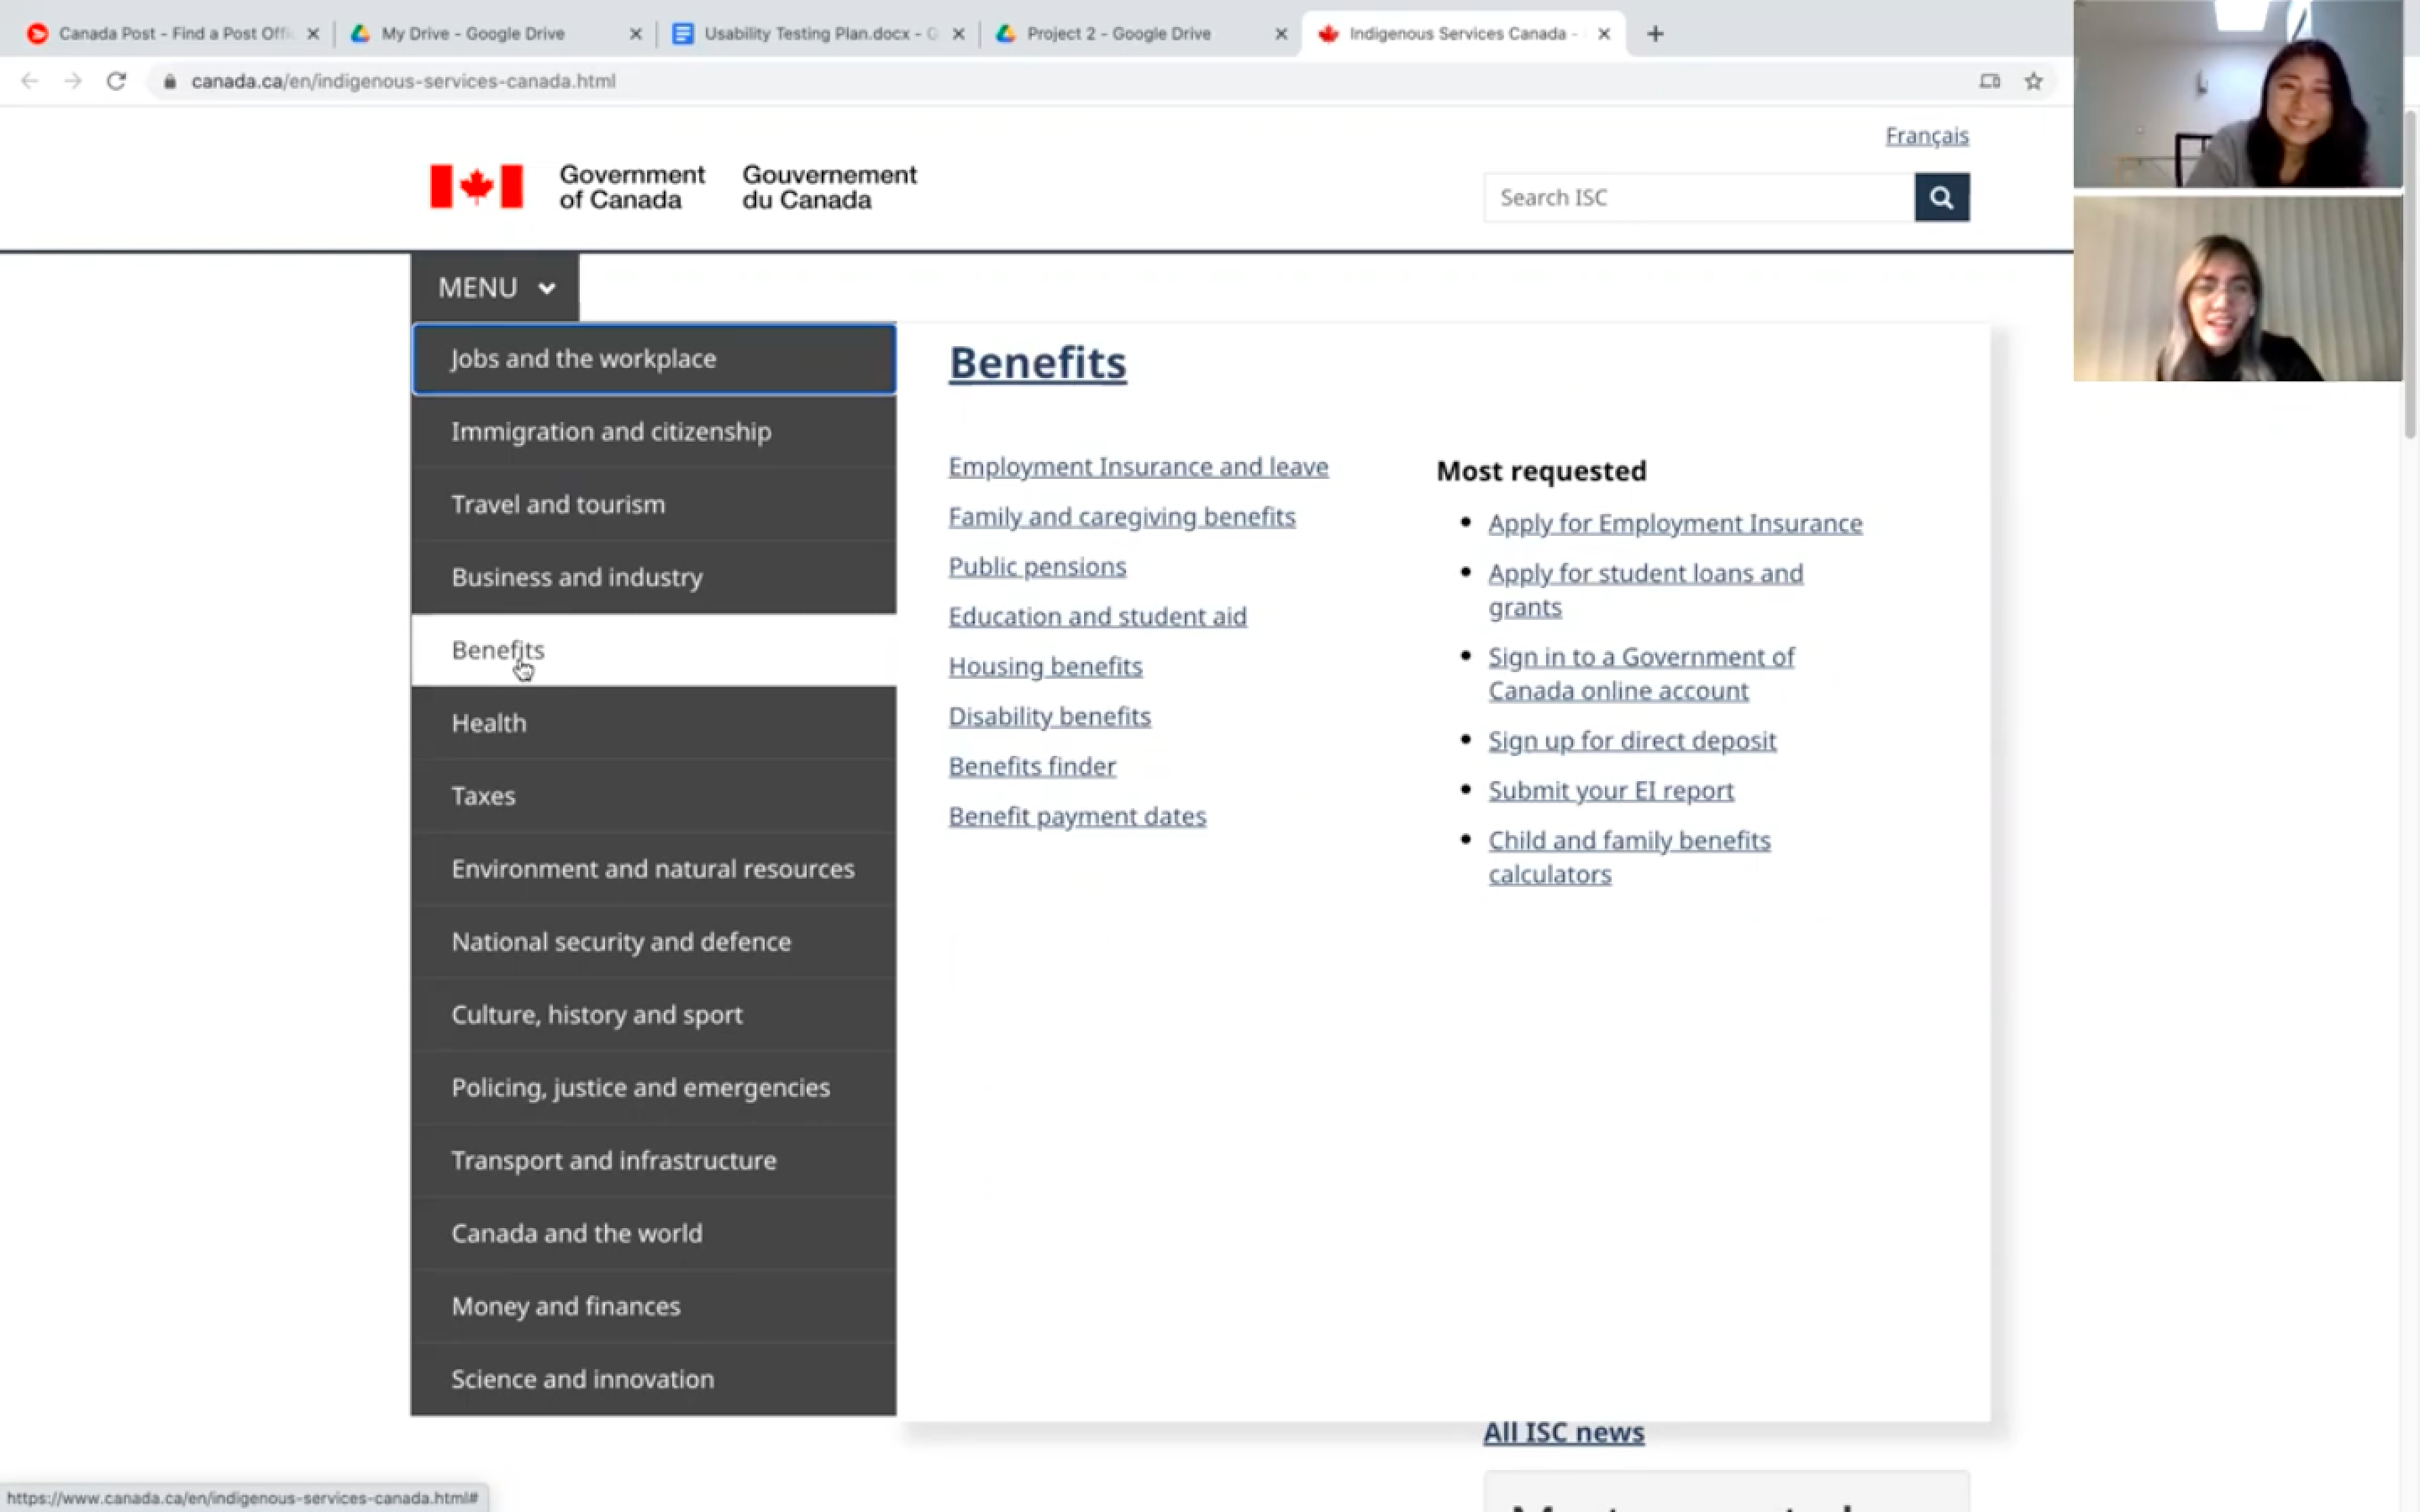 Canada Post - Find a Post Offi
My Drive - Google Drive
Usability Testing Plan.docx - G
Project 2 - Google Drive
Indigenous Services Canada -
canada.ca/en/indigenous-services-canada.html
Français
Government
of Canada
Gouvernement
du Canada
Search ISC
MENU
Jobs and the workplace
Immigration and citizenship
Travel and tourism
Business and industry
Benefits
Health
Taxes
Environment and natural resources
National security and defence
Culture, history and sport
Policing, justice and emergencies
Transport and infrastructure
Canada and the world
Money and finances
Science and innovation
Benefits
Employment Insurance and leave
Family and caregiving benefits
Public pensions
Education and student aid
Housing benefits
Disability benefits
Benefits finder
Benefit payment dates
Most requested
Apply for Employment Insurance
Apply for student loans and
grants
Sign in to a Government of
Canada online account
Sign up for direct deposit
Submit your EI report
Child and family benefits
calculators
All ISC news
https://www.canada.ca/en/indigenous-services-canada.html#